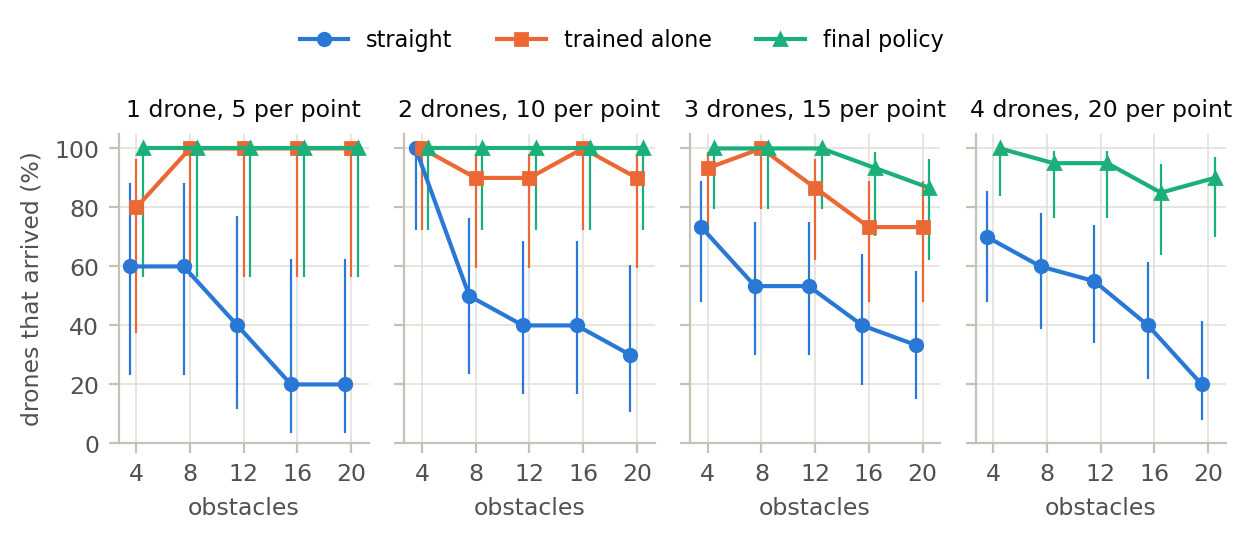 straight trained alone final policy
1 drone, 5 per point 2 drones, 10 per point 3 drones, 15 per point 4 drones, 20 per point
drones that arrived (%)
100
80
60
40
20
0
4 8 12 16 20 4 8 12 16 20 4 8 12 16 20 4 8 12 16 20
obstacles obstacles obstacles obstacles